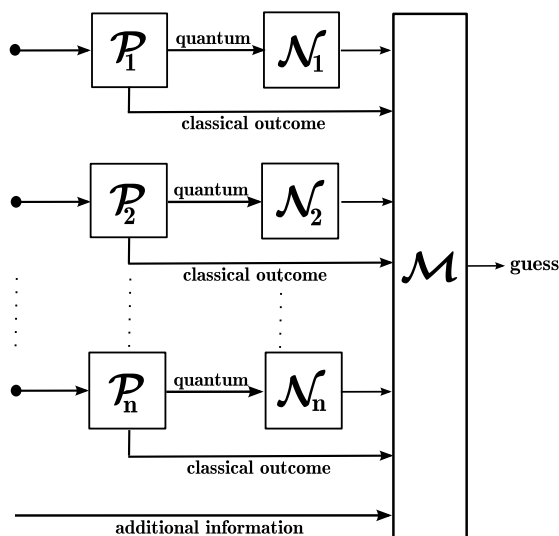 quantum
𝒫1
𝒩1
classical outcome
quantum
𝒫2
𝒩2
classical outcome
ℳ
guess
quantum
𝒫n
𝒩n
classical outcome
additional information